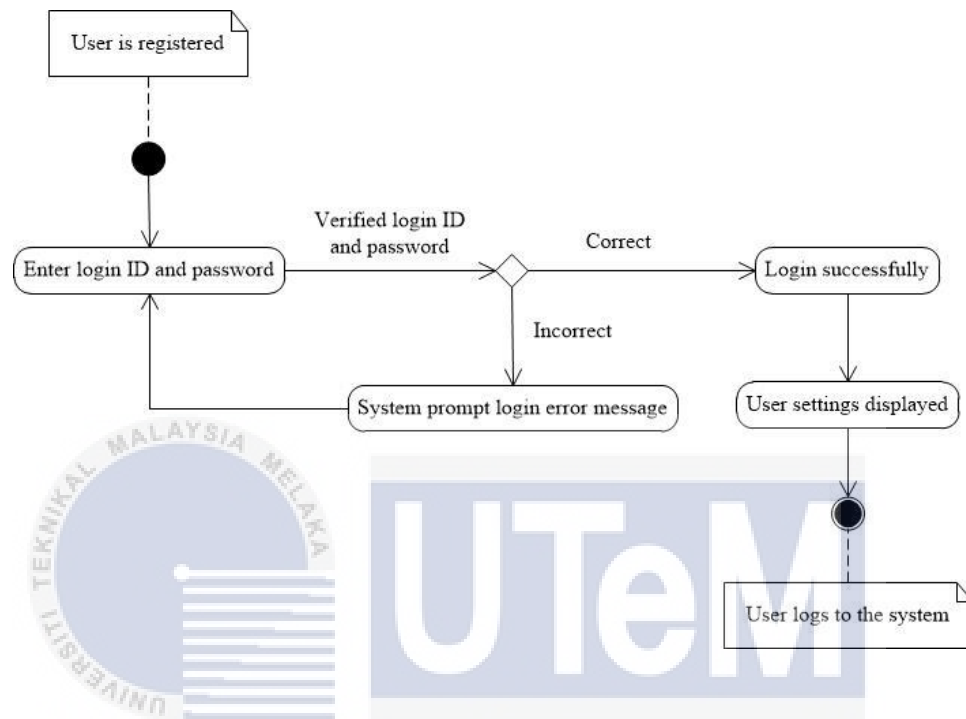 User is registered
Verified login ID
and password
Correct
Enter login ID and password
Login successfully
Incorrect
System prompt login error message
User settings displayed
User logs to the system
UNIVERSITI TEKNIKAL MALAYSIA MELAKA
UTeM